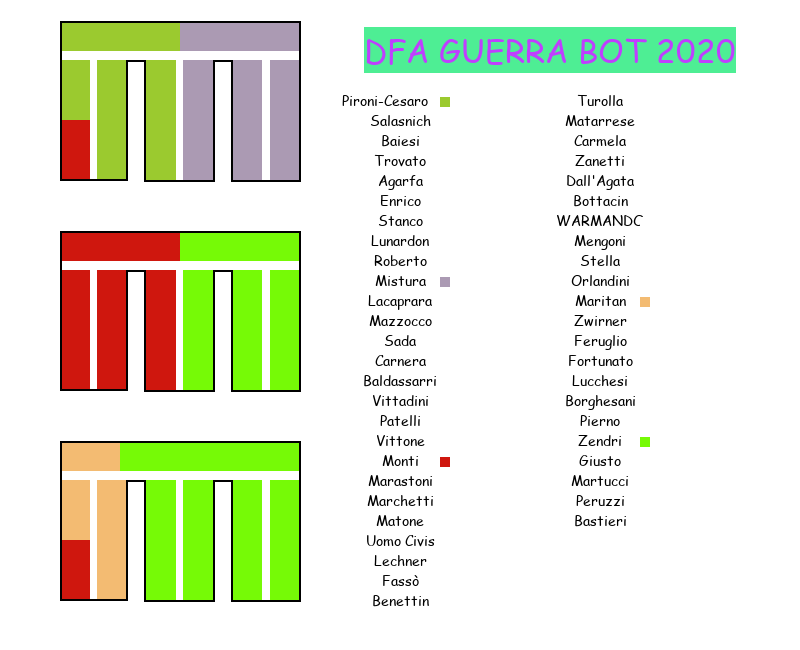 DFA GUERRA BOT 2020
Pironi-Cesaro
Salasnich
Baiesi
Trovato
Agarfa
Enrico
Stanco
Lunardon
Roberto
Mistura
Lacaprara
Mazzocco
Sada
Carnera
Baldassarri
Vittadini
Patelli
Vittone
Monti
Marastoni
Marchetti
Matone
Uomo Civis
Lechner
Fassò
Benettin
Turolla
Matarrese
Carmela
Zanetti
Dall'Agata
Bottacin
WARMANDC
Mengoni
Stella
Orlandini
Maritan
Zwirner
Feruglio
Fortunato
Lucchesi
Borghesani
Pierno
Zendri
Giusto
Martucci
Peruzzi
Bastieri